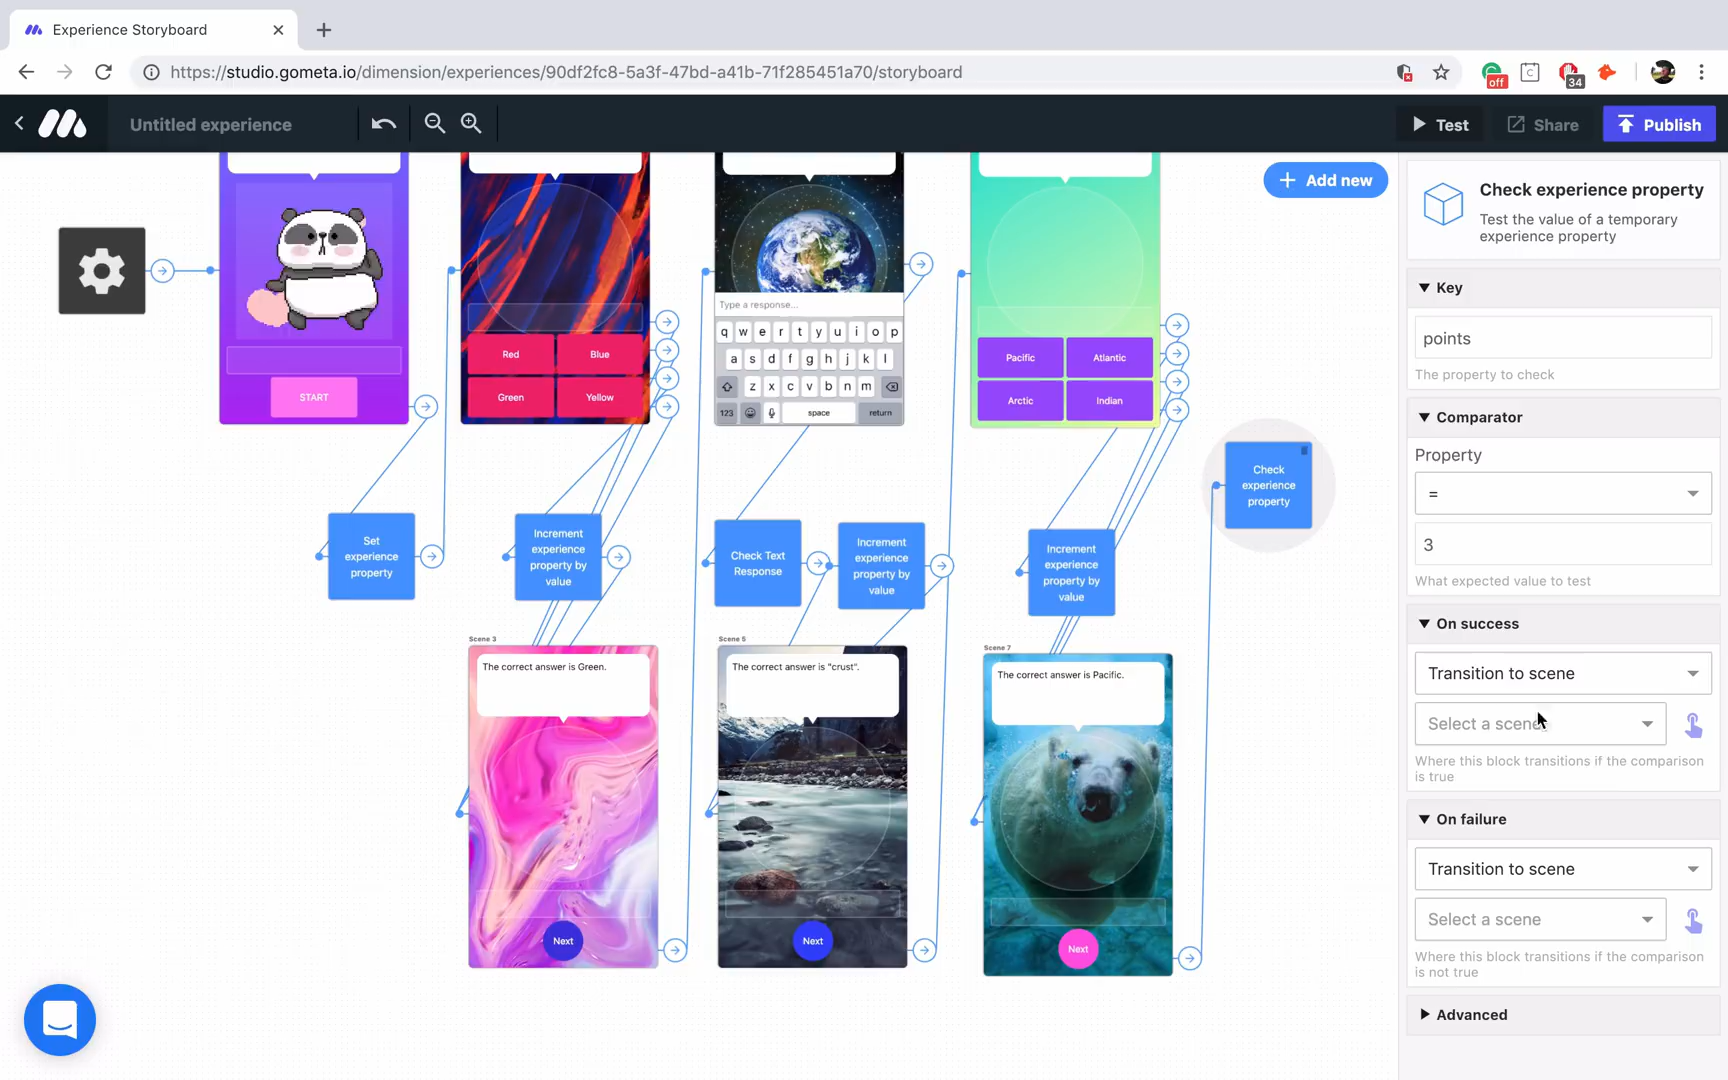 Experience Storyboard
https://studio.gometa.io/dimension/experiences/90df2fc8-5a3f-47bd-a41b-71f285451a70/storyboard
off
C
34
Untitled experience
Test
Share
Publish
Add new
START
Red
Blue
Green
Yellow
Type a response...
q w e r t y u i o p
a s d f g h j k l
z x c v b n m
123
space
return
Pacific
Atlantic
Arctic
Indian
Set
experience
property
Increment
experience
property by
value
Check Text
Response
Increment
experience
property by
value
Increment
experience
property by
value
Check
experience
property
Scene 3
The correct answer is Green.
Next
Scene 5
The correct answer is "crust".
Next
Scene 7
The correct answer is Pacific.
Next
Check experience property
Test the value of a temporary
experience property
Key
points
The property to check
Comparator
Property
=
3
What expected value to test
On success
Transition to scene
Select a scene
Where this block transitions if the comparison
is true
On failure
Transition to scene
Select a scene
Where this block transitions if the comparison
is not true
Advanced